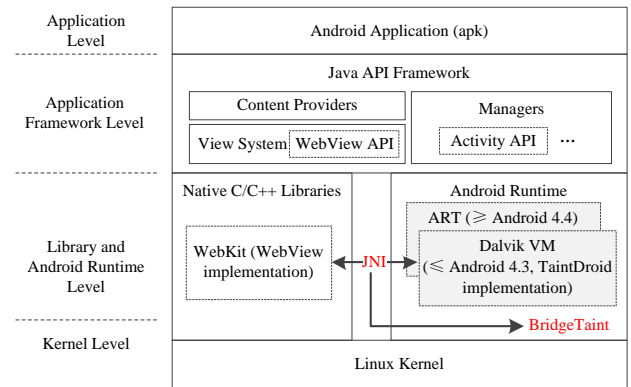 Application
Level
Android Application (apk)
Application
Framework Level
Java API Framework
Content Providers
View System
WebView API
Managers
Activity API
...
Library and
Android Runtime
Level
Native C/C++ Libraries
WebKit (WebView
implementation)
JNI
Android Runtime
ART (≥ Android 4.4)
Dalvik VM
(≤ Android 4.3, TaintDroid
implementation)
BridgeTaint
Kernel Level
Linux Kernel